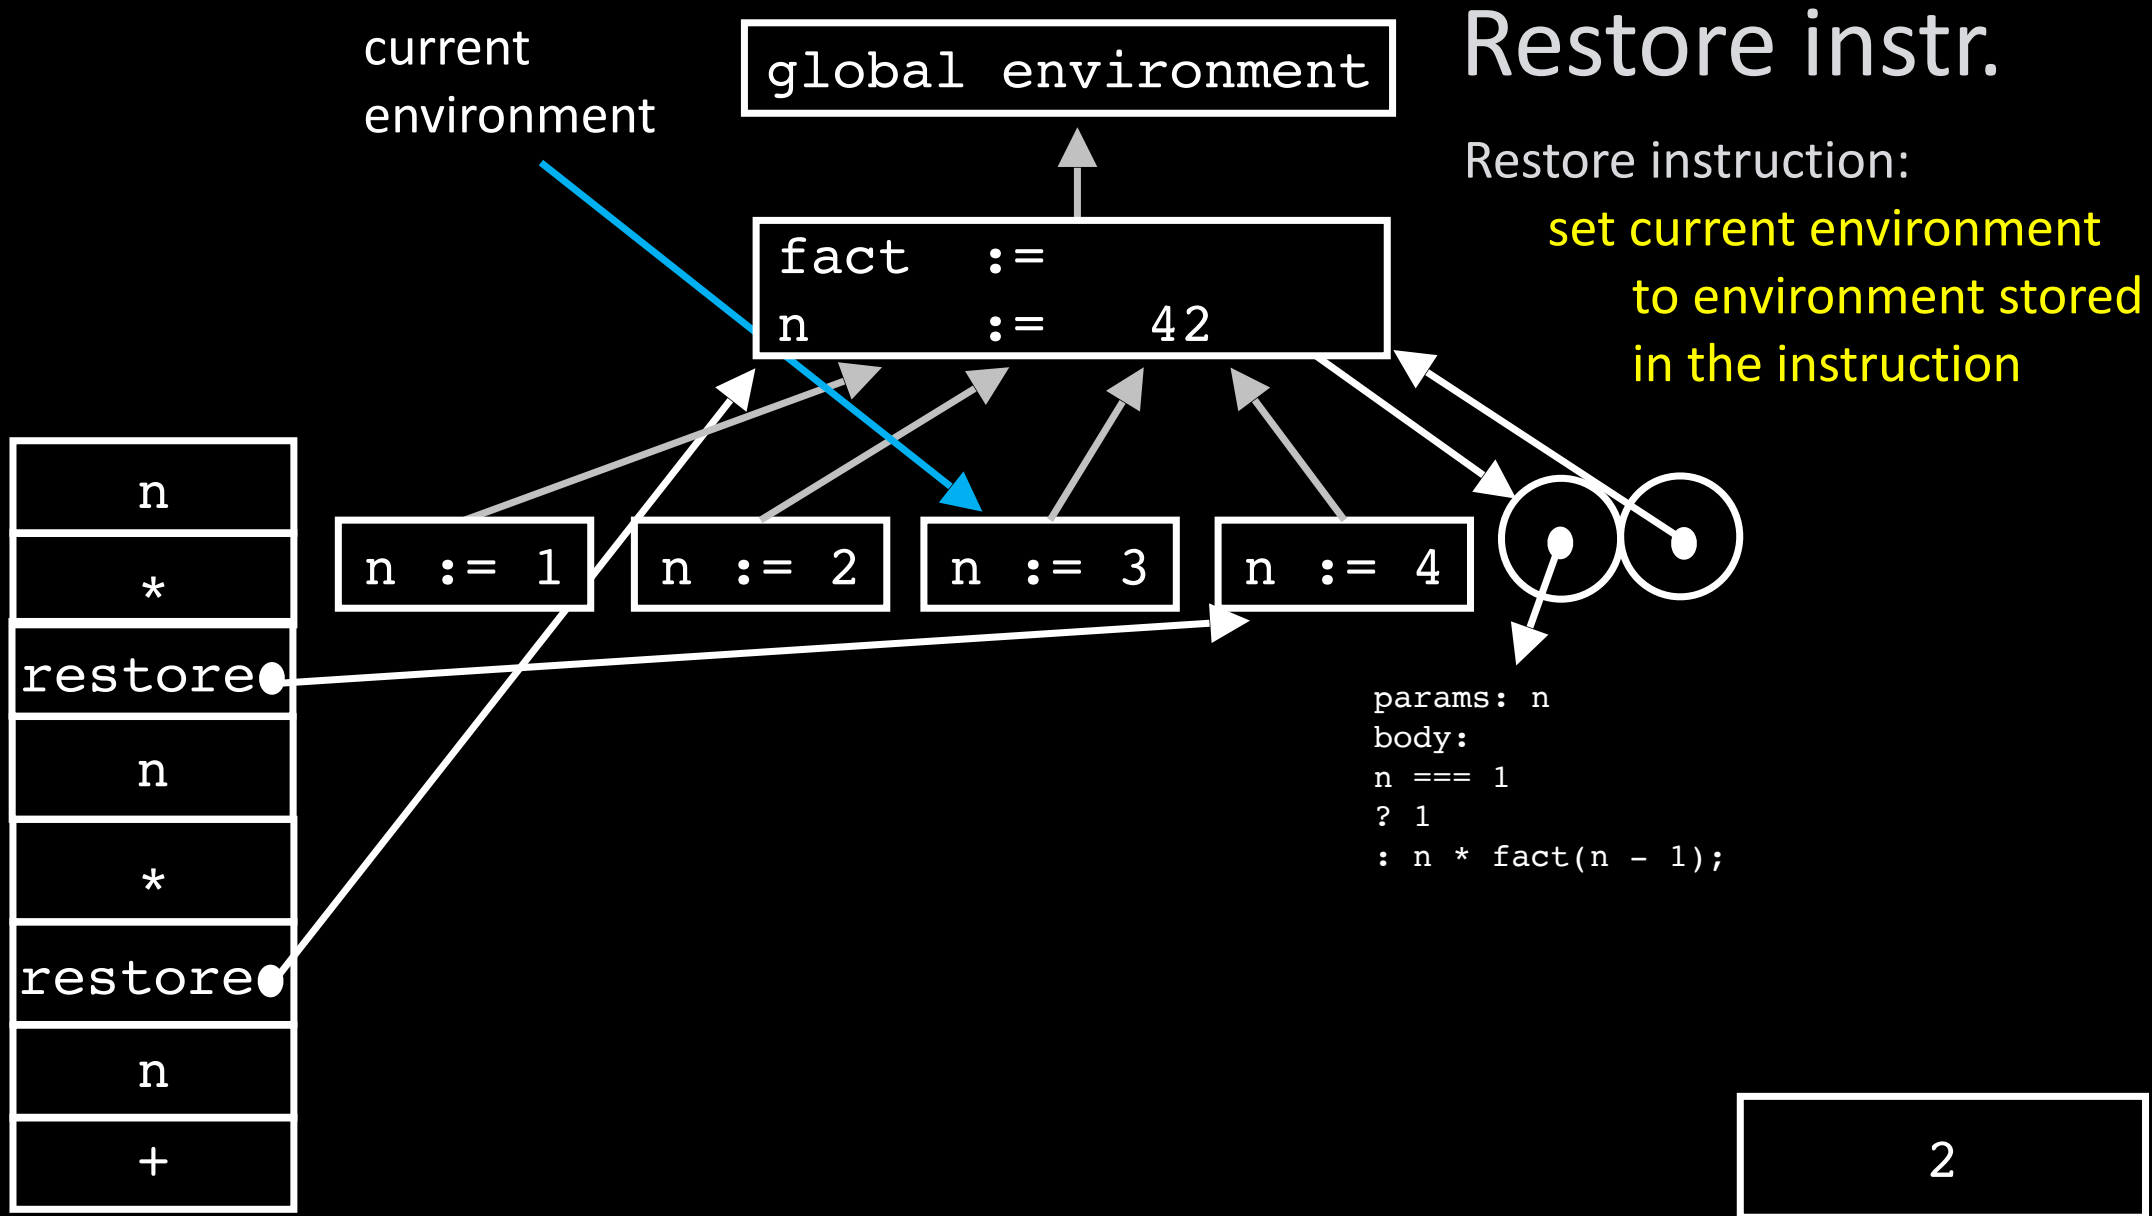 Restore instr.
current
environment
global environment
Restore instruction:
set current environment
to environment stored
in the instruction
fact :=
n := 42
n
*
restore
n
*
restore
n
+
n := 1
n := 2
n := 3
n := 4
params: n
body:
n === 1
? 1
: n * fact(n - 1);
2